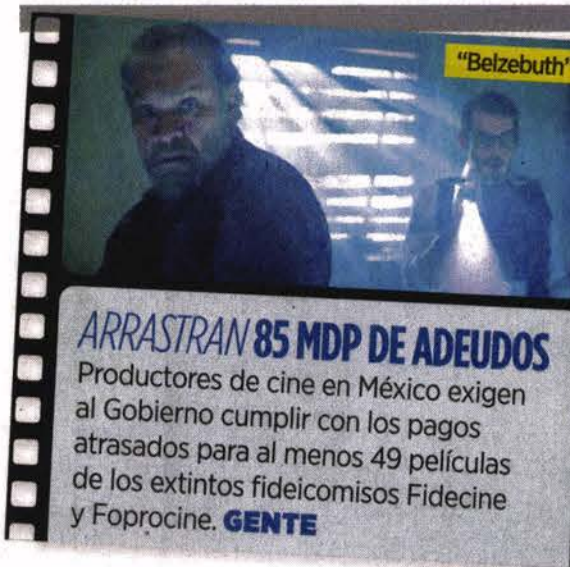 “Belzebuth”
ARRASTRAN 85 MDP DE ADEUDOS
Productores de cine en México exigen
al Gobierno cumplir con los pagos
atrasados para al menos 49 películas
de los extintos fideicomisos Fidecine
y Foprocine. GENTE